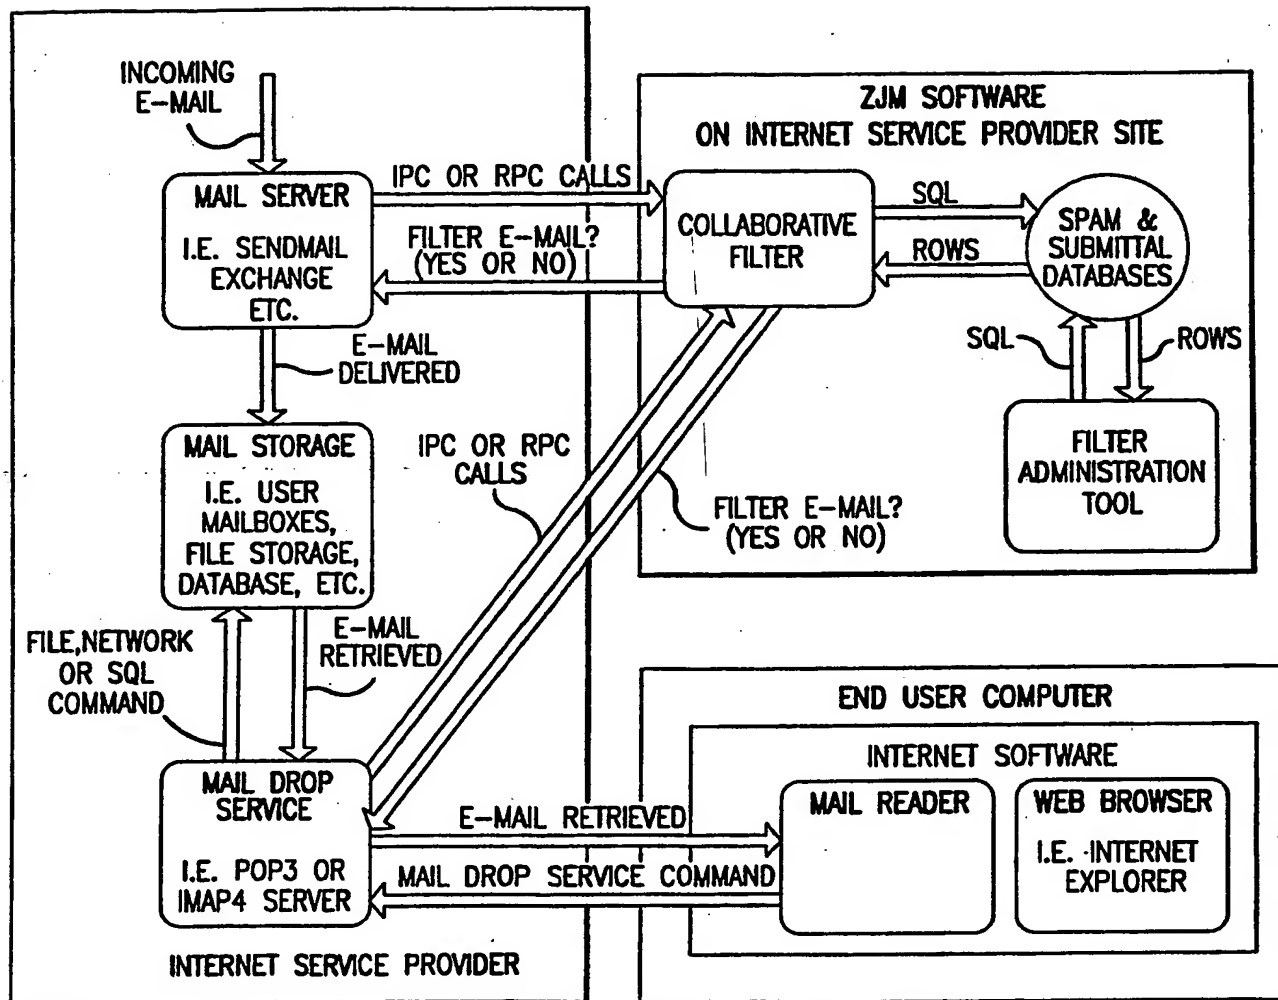 INCOMING
E-MAIL
MAIL SERVER
I.E. SENDMAIL
EXCHANGE
ETC.
IPC OR RPC CALLS
FILTER E-MAIL?
(YES OR NO)
E-MAIL
DELIVERED
MAIL STORAGE
I.E. USER
MAILBOXES,
FILE STORAGE,
DATABASE, ETC.
FILE,NETWORK
OR SQL
COMMAND
E-MAIL
RETRIEVED
MAIL DROP
SERVICE
I.E. POP3 OR
IMAP4 SERVER
INTERNET SERVICE PROVIDER
ZJM SOFTWARE
ON INTERNET SERVICE PROVIDER SITE
COLLABORATIVE
FILTER
SQL
ROWS
SPAM &
SUBMITTAL
DATABASES
SQL
ROWS
FILTER
ADMINISTRATION
TOOL
IPC OR RPC
CALLS
FILTER E-MAIL?
(YES OR NO)
E-MAIL RETRIEVED
MAIL DROP SERVICE COMMAND
END USER COMPUTER
INTERNET SOFTWARE
MAIL READER
WEB BROWSER
I.E. INTERNET
EXPLORER